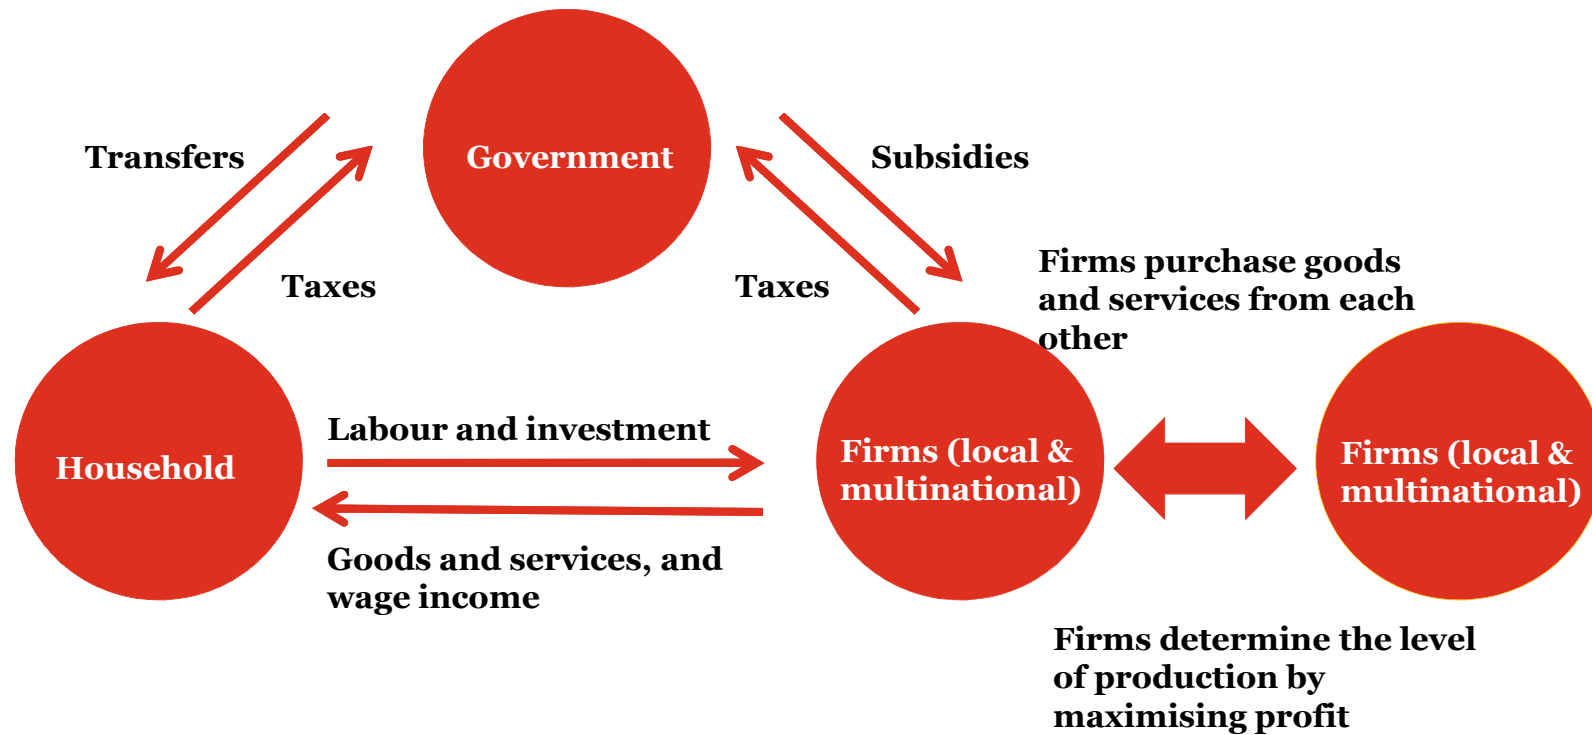 Government
Transfers
Subsidies
Taxes
Taxes
Firms purchase goods
and services from each
other
Labour and investment
Household
Firms (local &
multinational)
Firms (local &
multinational)
Goods and services, and
wage income
Firms determine the level
of production by
maximising profit